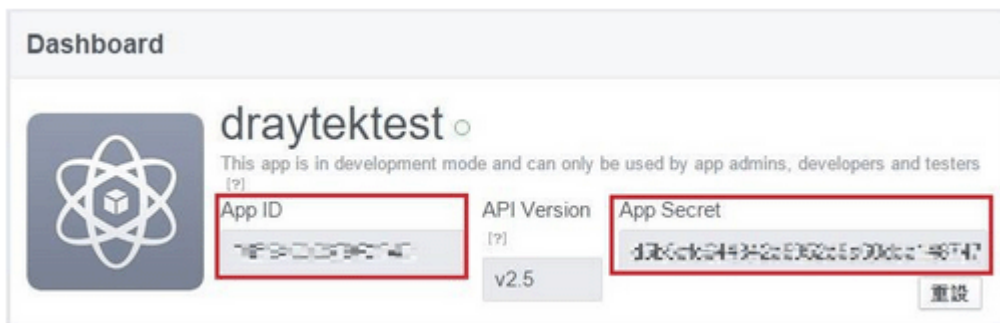 Dashboard
draytektest
This app is in development mode and can only be used by app admins, developers and testers
[?]
App ID
API Version
App Secret
[?]
v2.5
重設